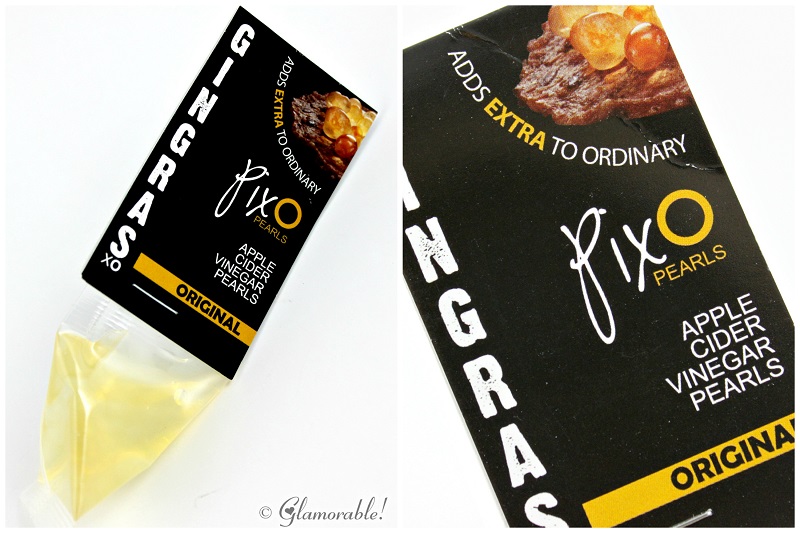 GINGRAS
XO
ADDS EXTRA TO ORDINARY
PixO
PEARLS
APPLE
CIDER
VINEGAR
PEARLS
ORIGINAL
© Glamorable!
ADDS EXTRA TO ORDINARY
INGRAS
PixO
PEARLS
APPLE
CIDER
VINEGAR
PEARLS
ORIGINAL